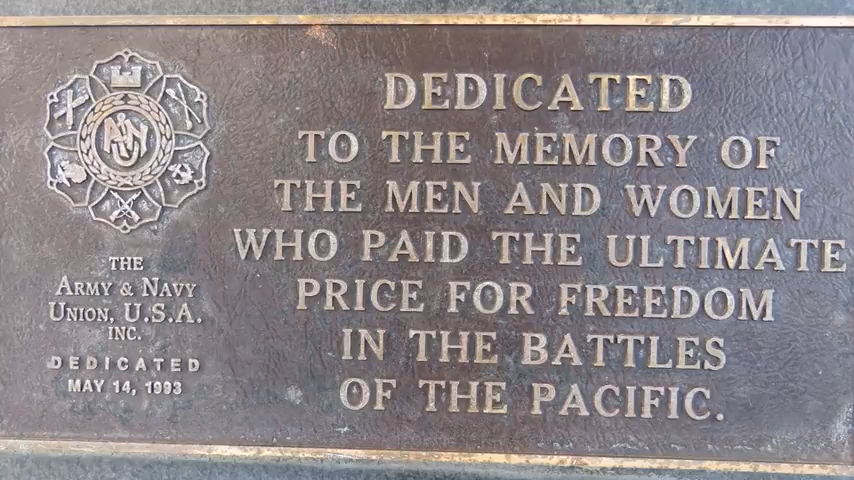 ANU
THE
ARMY & NAVY
UNION, U.S.A.
INC.
DEDICATED
MAY 14, 1993
DEDICATED
TO THE MEMORY OF
THE MEN AND WOMEN
WHO PAID THE ULTIMATE
PRICE FOR FREEDOM
IN THE BATTLES
OF THE PACIFIC.